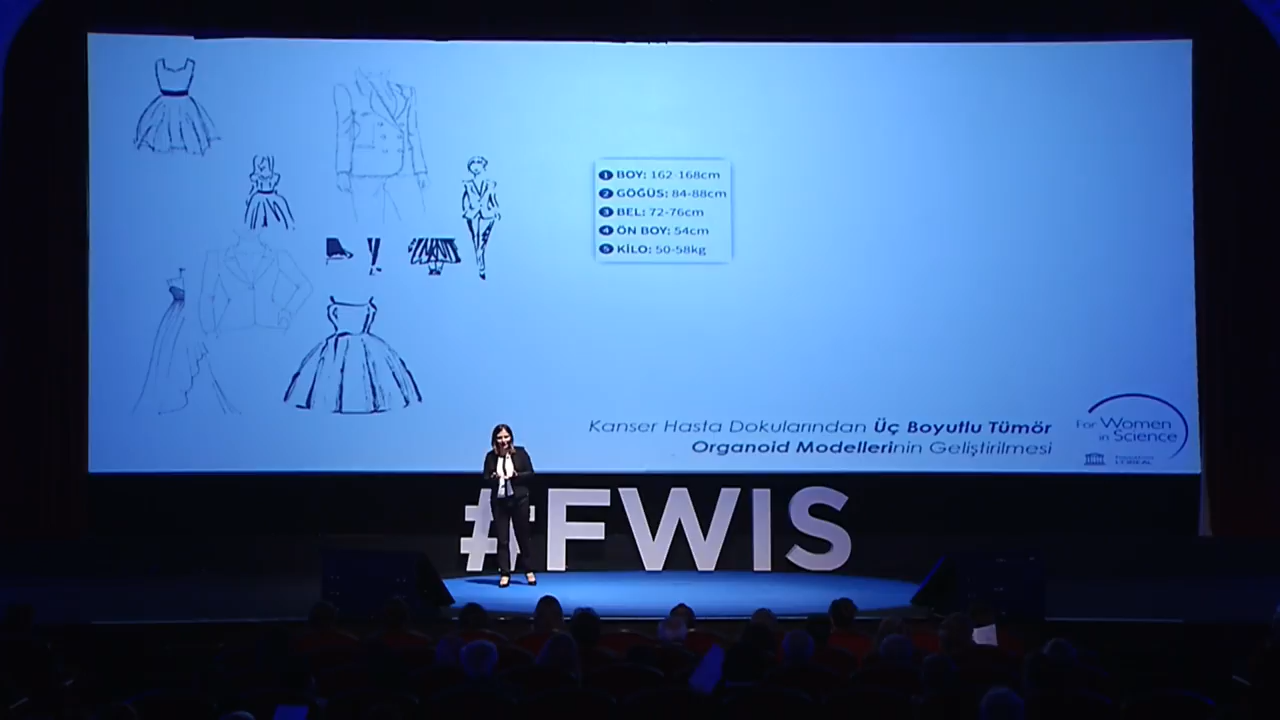 1 BOY: 162-168cm
2 GÖĞÜS: 84-88cm
3 BEL: 72-76cm
4 ÖN BOY: 54cm
5 KİLO: 50-58kg
Kanser Hasta Dokularından Üç Boyutlu Tümör
Organoid Modellerinin Geliştirilmesi
For Women
in Science
#FWIS